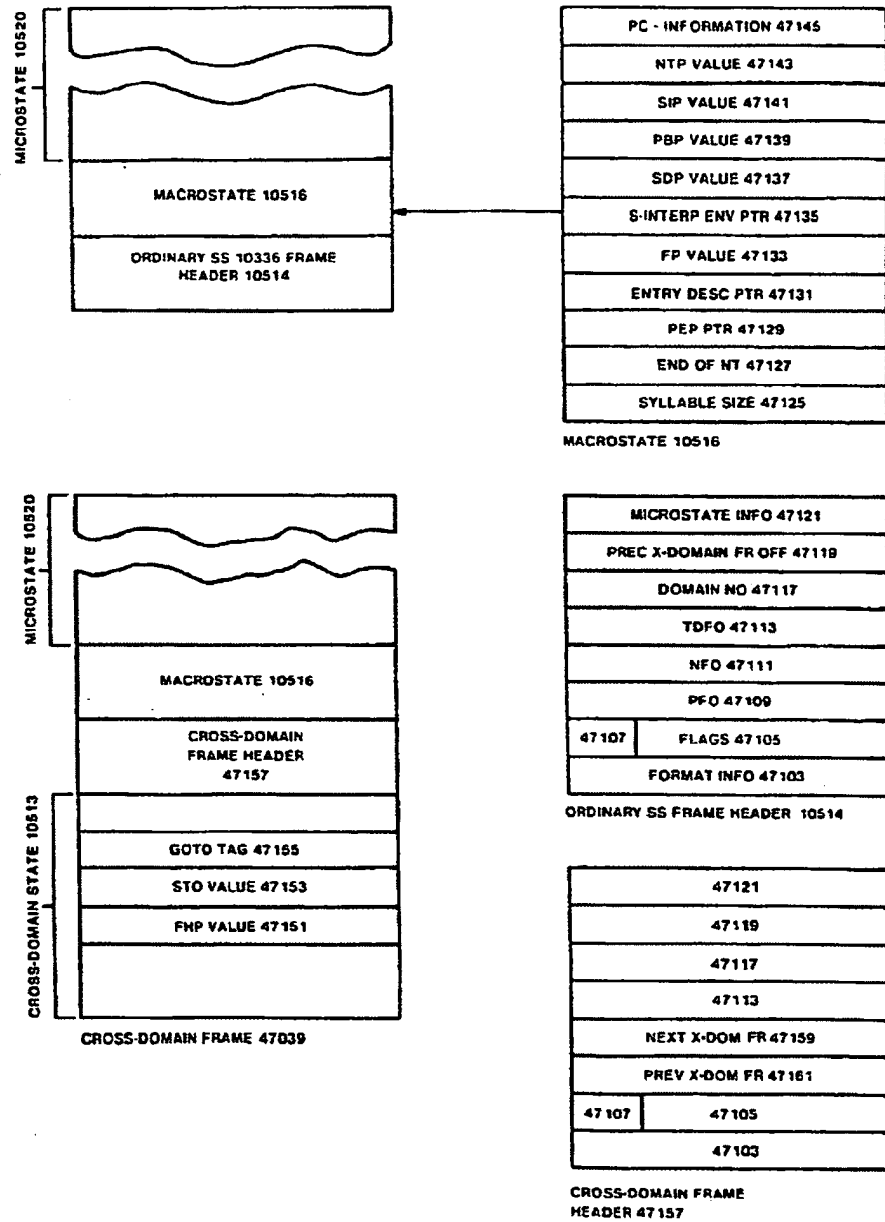 MICROSTATE 10520
MACROSTATE 10516
ORDINARY SS 10336 FRAME
HEADER 10514
PC - INFORMATION 47145
NTP VALUE 47143
SIP VALUE 47141
PBP VALUE 47139
SDP VALUE 47137
S-INTERP ENV PTR 47135
FP VALUE 47133
ENTRY DESC PTR 47131
PEP PTR 47129
END OF NT 47127
SYLLABLE SIZE 47125
MACROSTATE 10516
MICROSTATE 10520
MACROSTATE 10516
CROSS-DOMAIN
FRAME HEADER
47157
CROSS-DOMAIN STATE 10513
GOTO TAG 47155
STO VALUE 47153
FHP VALUE 47151
CROSS-DOMAIN FRAME 47039
MICROSTATE INFO 47121
PREC X-DOMAIN FR OFF 47119
DOMAIN NO 47117
TDFO 47113
NFO 47111
PFO 47109
47107 FLAGS 47105
FORMAT INFO 47103
ORDINARY SS FRAME HEADER 10514
47121
47119
47117
47113
NEXT X-DOM FR 47159
PREV X-DOM FR 47161
47107 47105
47103
CROSS-DOMAIN FRAME
HEADER 47157